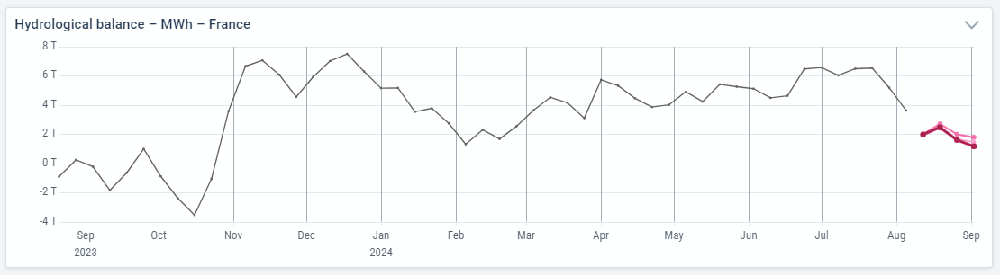 Hydrological balance – MWh – France
8 T
6 T
4 T
2 T
0 T
-2 T
-4 T
Sep Oct Nov Dec Jan Feb Mar Apr May Jun Jul Aug Sep
2023 2024